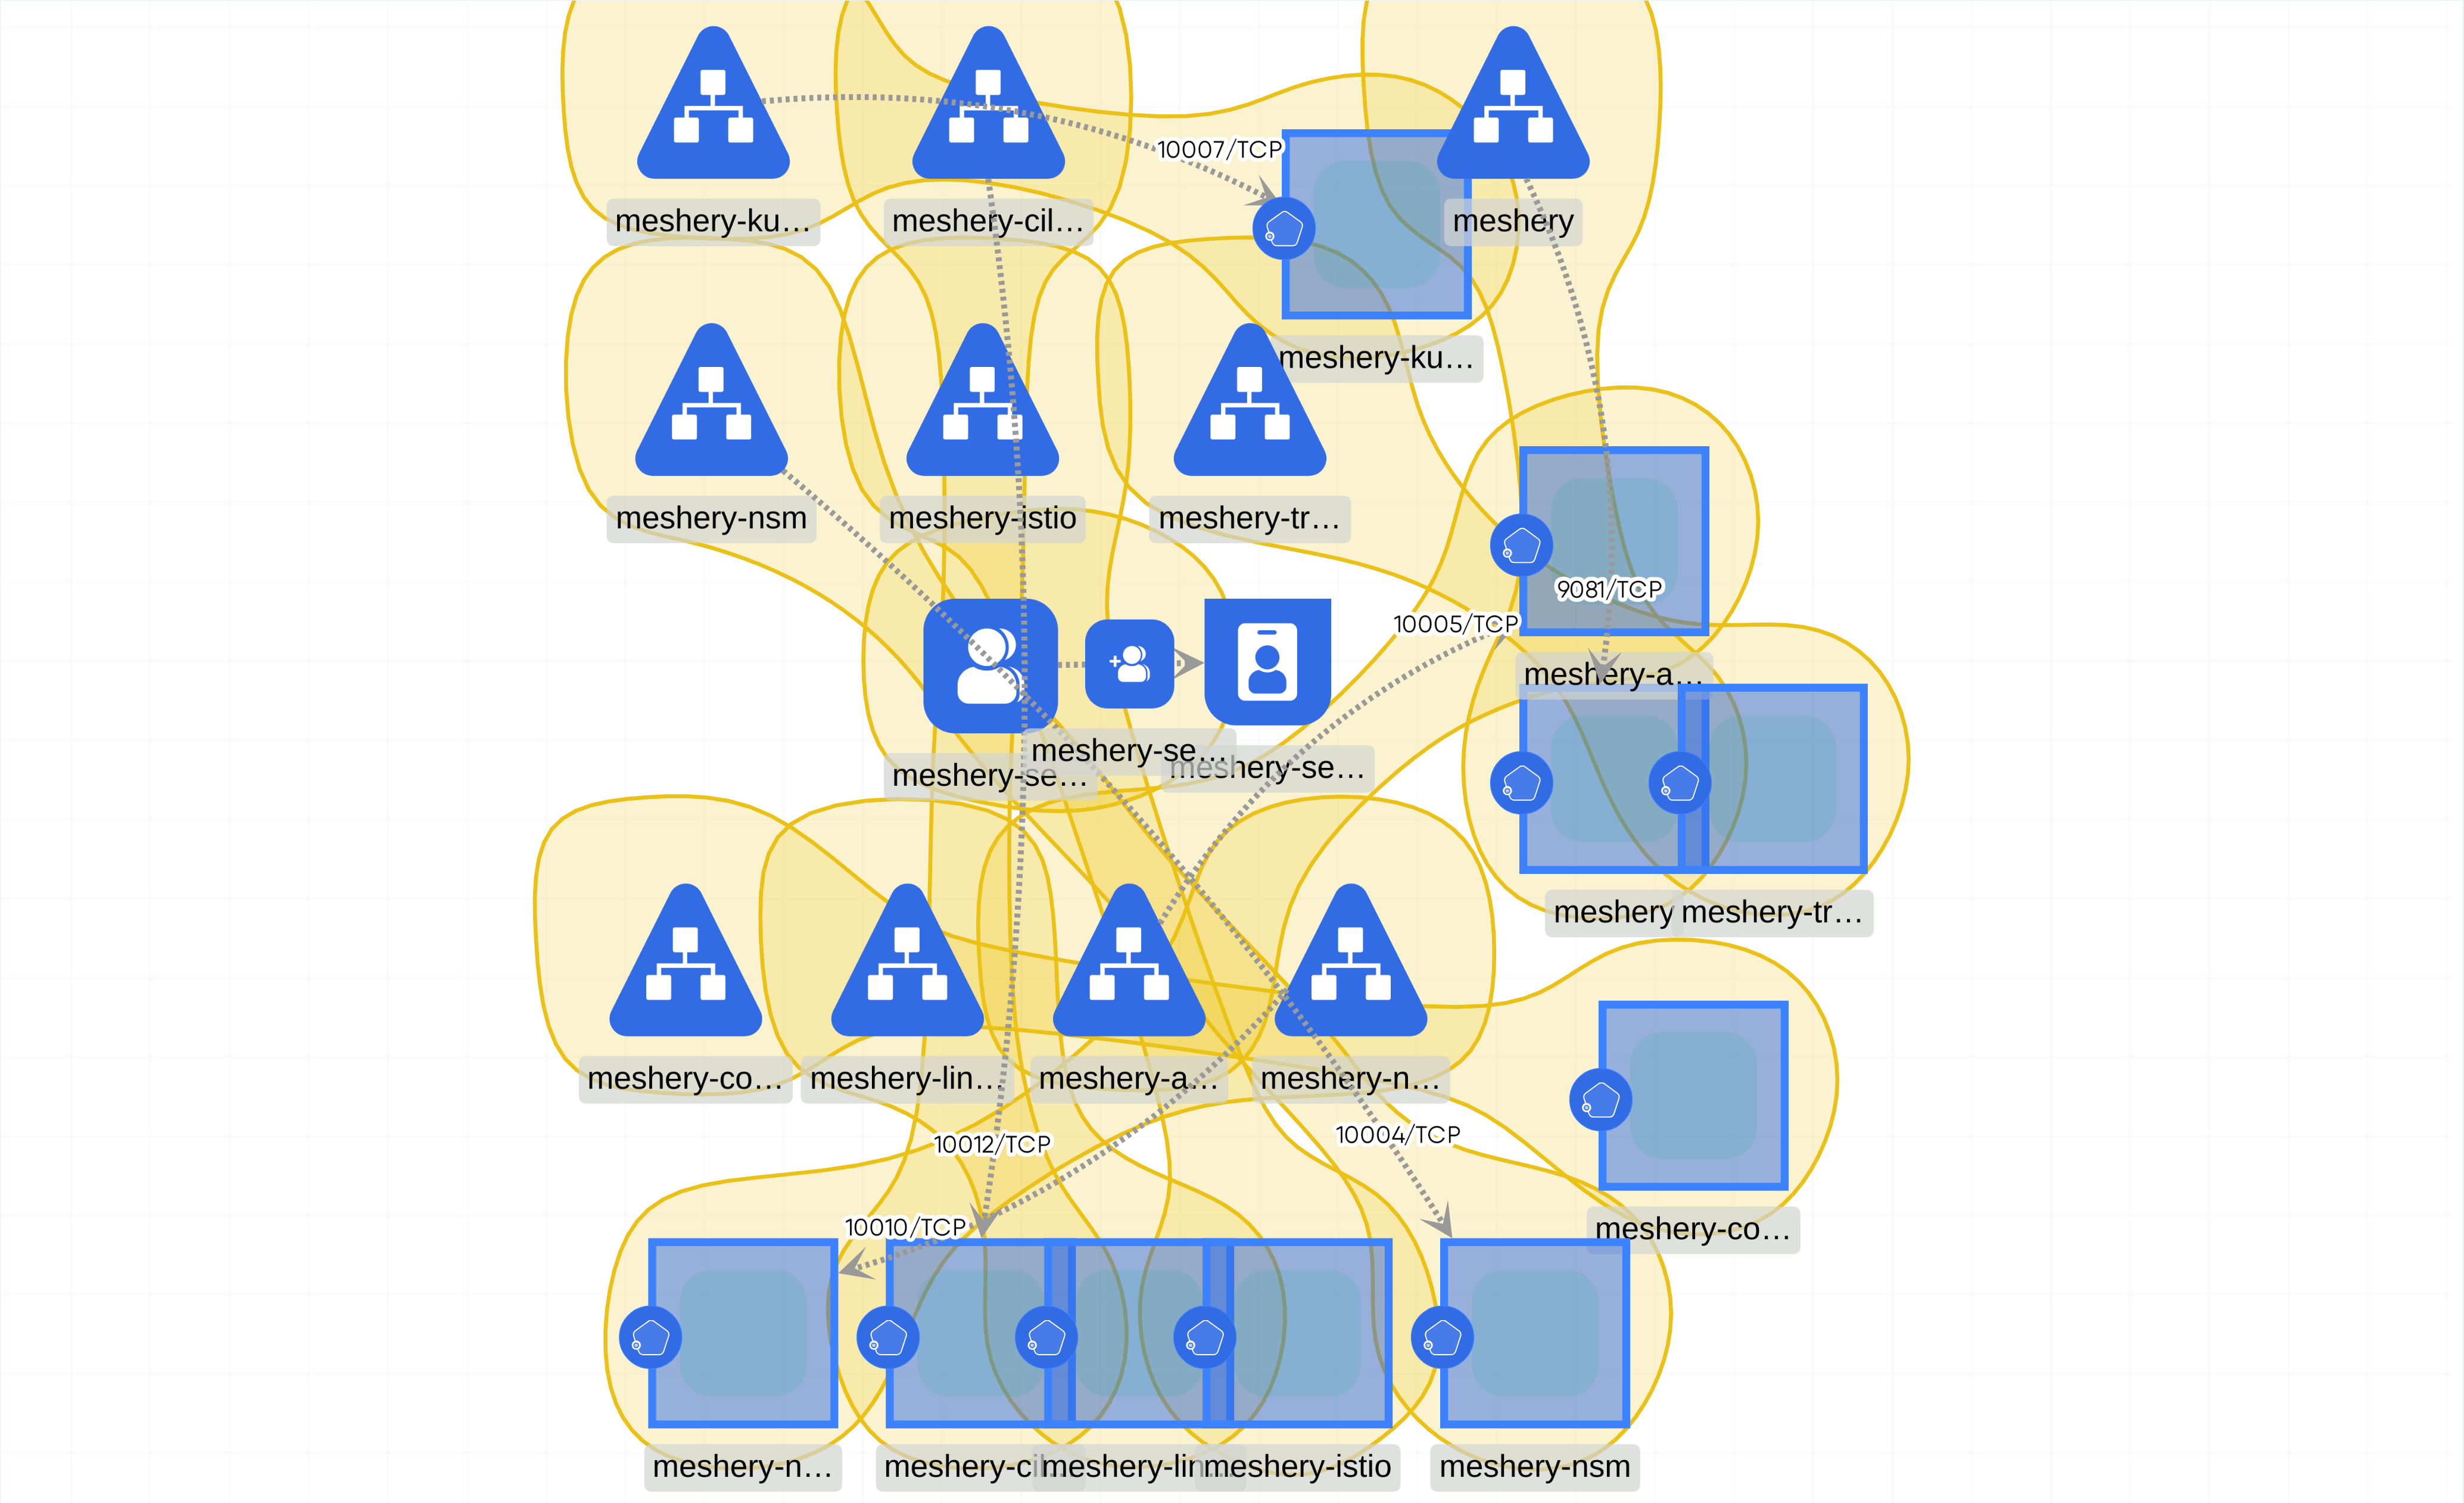 10007/TCP
meshery-ku…
meshery-cil…
meshery
meshery-ku…
meshery-nsm
meshery-istio
meshery-tr…
9081/TCP
10005/TCP
meshery-a…
meshery-se…
meshery-se…
meshery-se…
meshery
meshery-tr…
meshery-co…
meshery-lin…
meshery-a…
meshery-n…
10012/TCP
10004/TCP
10010/TCP
meshery-co…
meshery-n…
meshery-cil…
meshery-lin…
meshery-istio
meshery-nsm